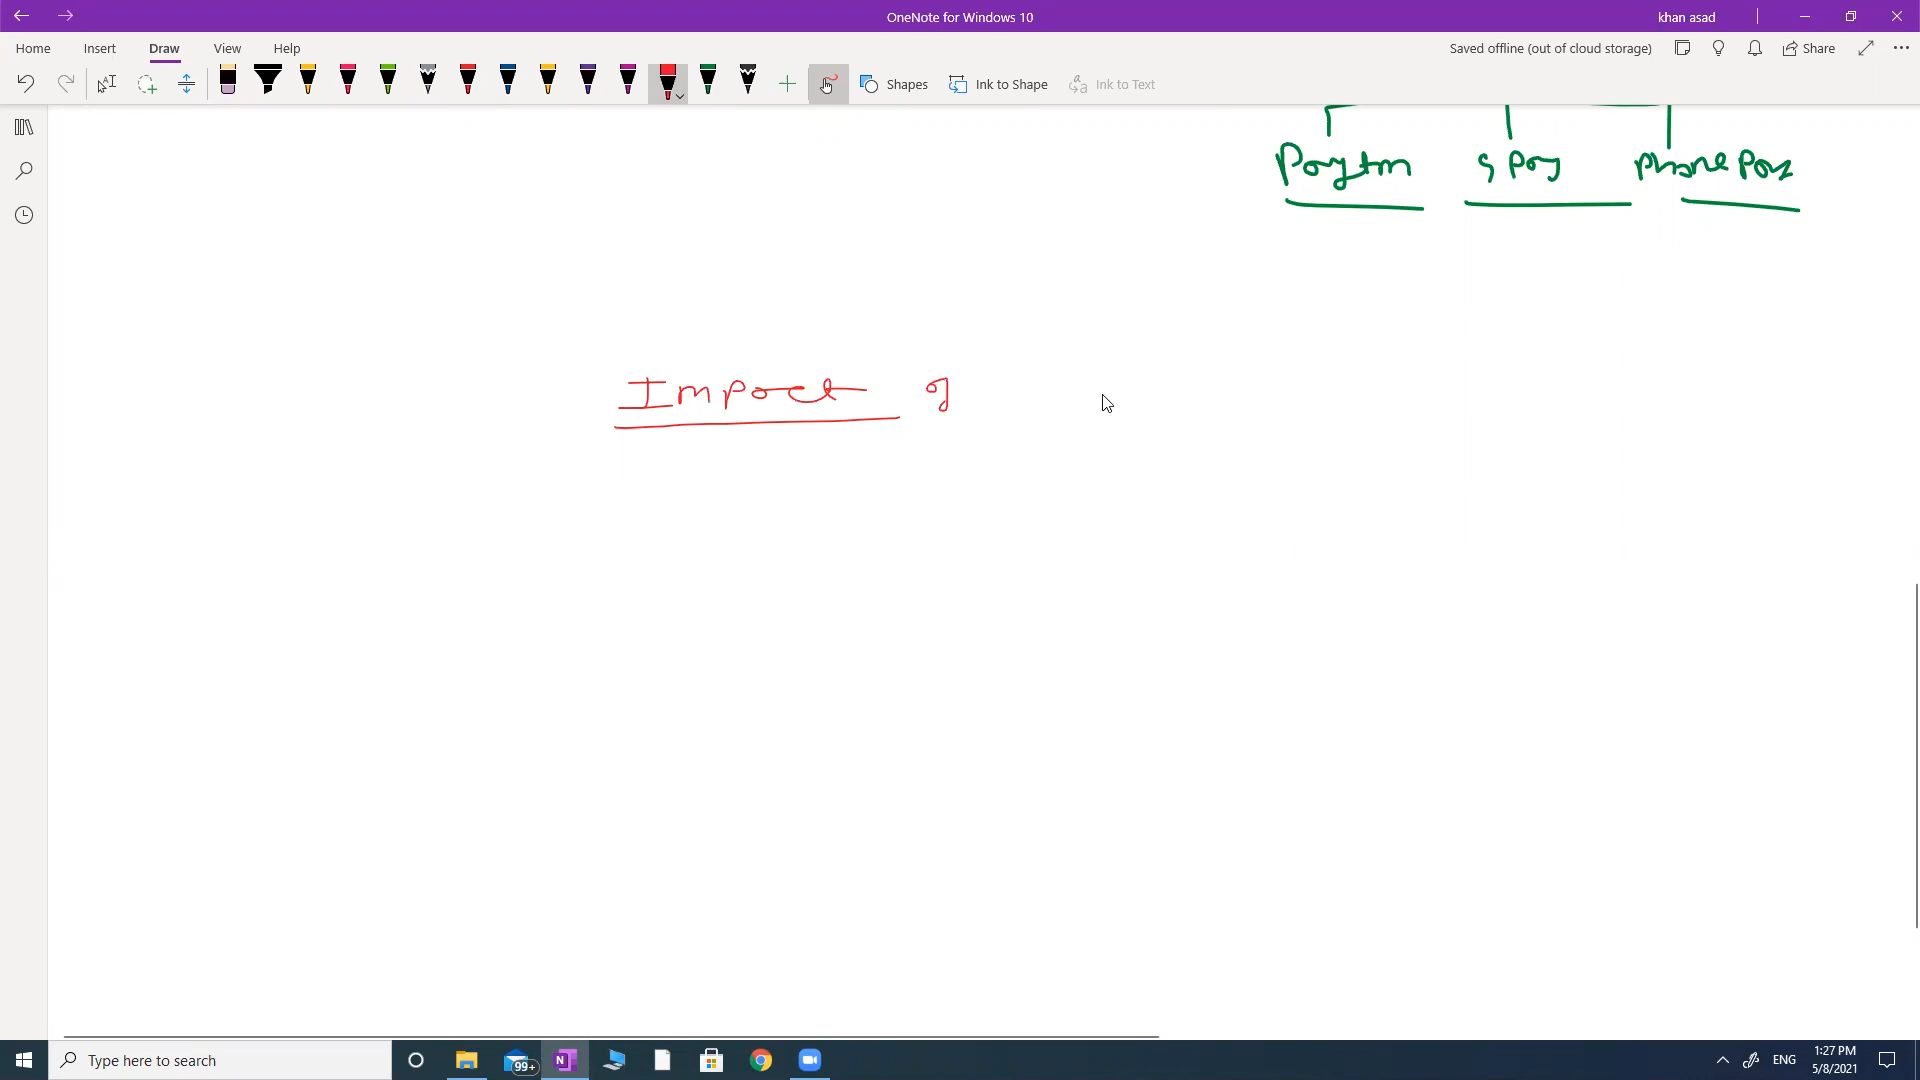 OneNote for Windows 10
khan asad
Home Insert Draw View Help
Saved offline (out of cloud storage) Share
Shapes Ink to Shape Ink to Text
Paytm G Pay Phone Pay
Impact of
Type here to search
99+
ENG
1:27 PM
5/8/2021